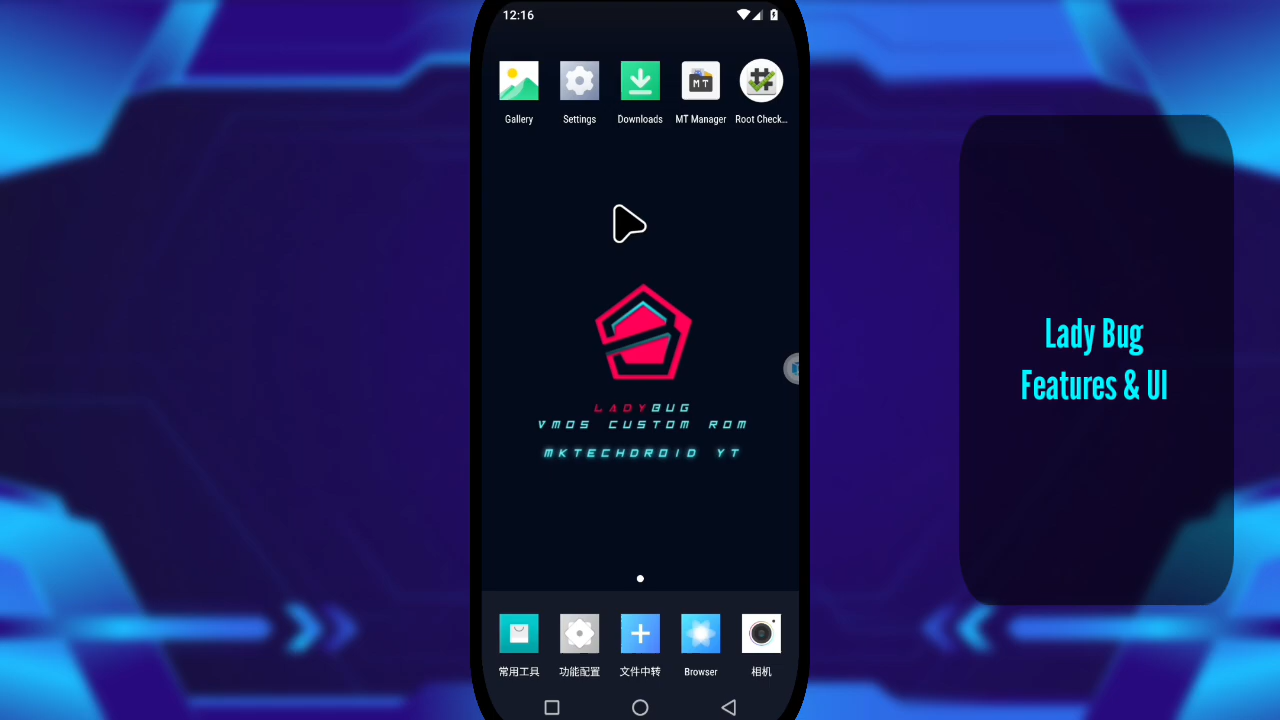 12:16
Gallery
Settings
Downloads
MT Manager
Root Check...
MT
LADYBUG
VMOS CUSTOM ROM
MKTECHDROID YT
常用工具
功能配置
文件中转
Browser
相机
Lady Bug
Features & UI